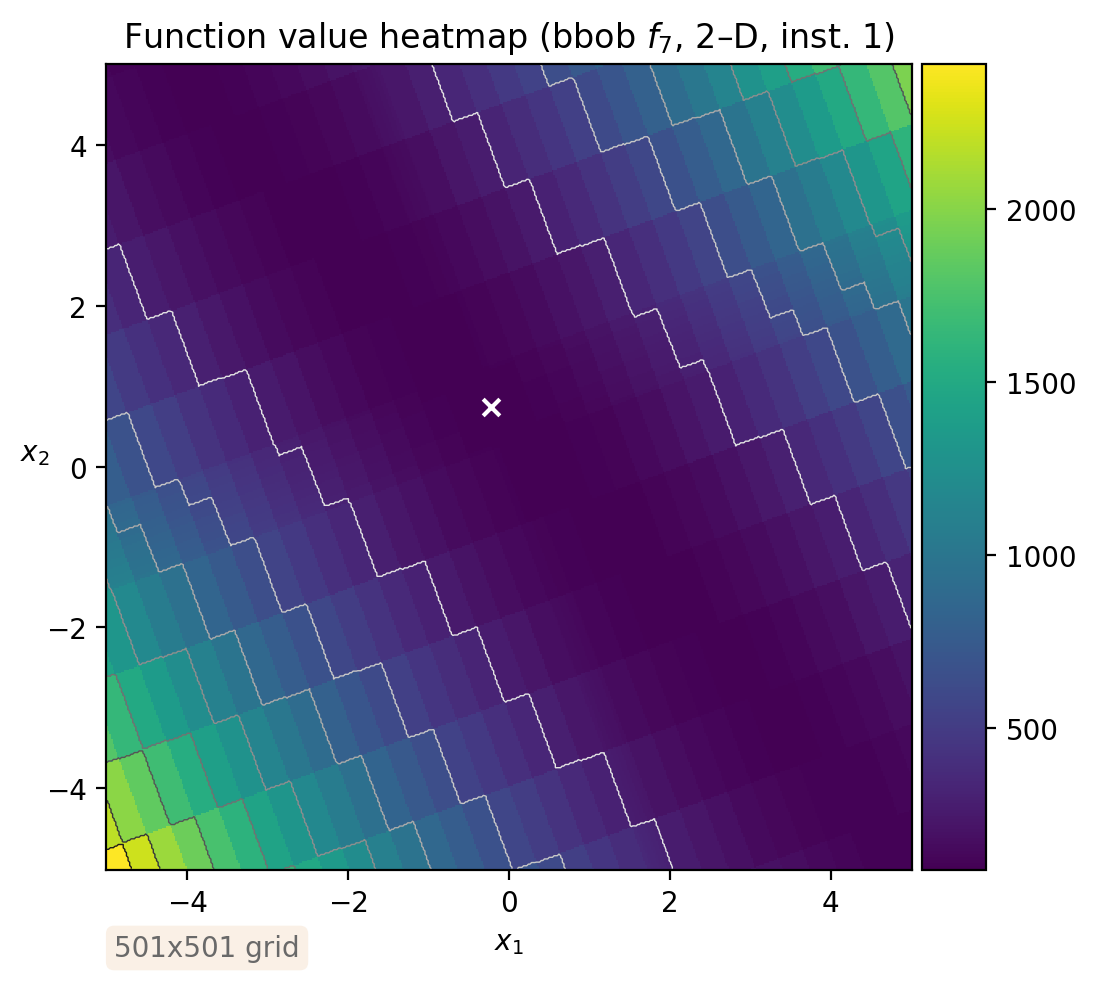 Function value heatmap (bbob f₇, 2–D, inst. 1)
4
2
0
−2
−4
x₂
−4 −2 0 2 4
x₁
2000
1500
1000
500
501x501 grid